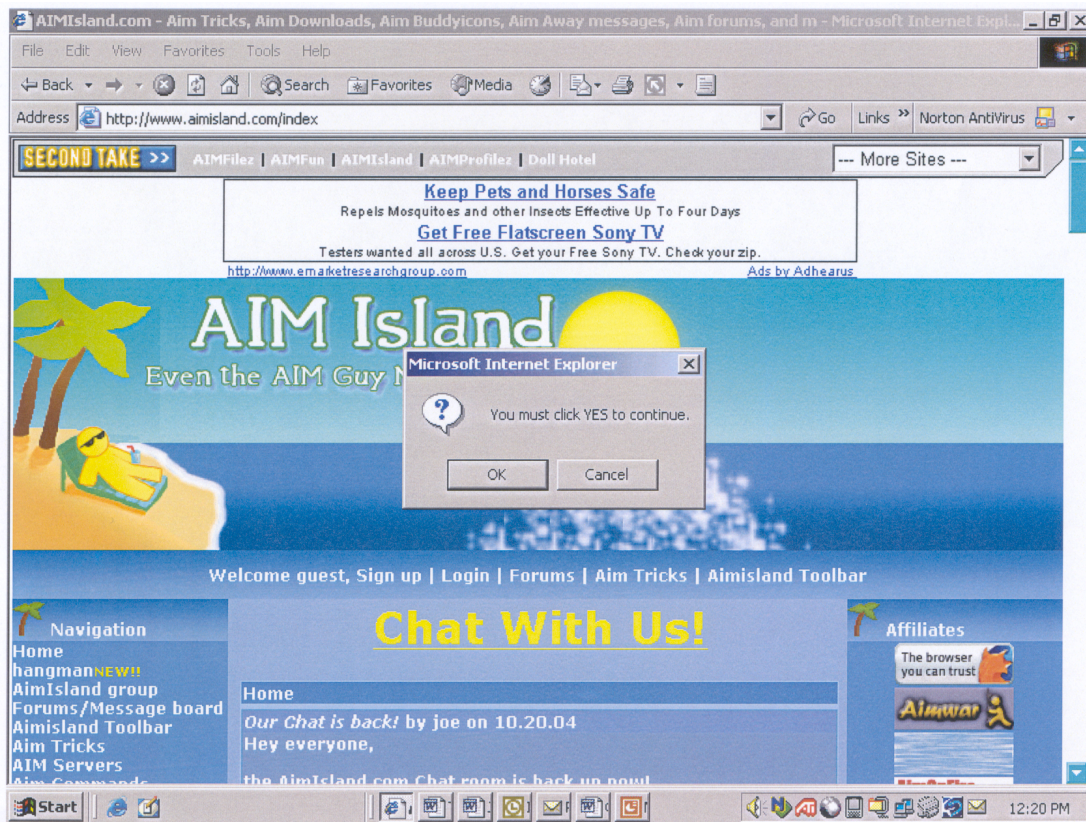 AIMIsland.com - Aim Tricks, Aim Downloads, Aim Buddyicons, Aim Away messages, Aim forums, and m - Microsoft Internet Expl...
File Edit View Favorites Tools Help
Back Search Favorites Media
Address http://www.aimisland.com/index Go Links >> Norton AntiVirus
SECOND TAKE >> AIMFilez | AIMFun | AIMIsland | AIMProfilez | Doll Hotel --- More Sites ---
Keep Pets and Horses Safe
Repels Mosquitoes and other Insects Effective Up To Four Days
Get Free Flatscreen Sony TV
Testers wanted all across U.S. Get your Free Sony TV. Check your zip.
http://www.emarketresearchgroup.com Ads by Adhearus
AIM Island
Even the AIM Guy
Microsoft Internet Explorer
You must click YES to continue.
OK Cancel
Welcome guest, Sign up | Login | Forums | Aim Tricks | Aimisland Toolbar
Navigation
Home
hangmanNEW!!
AimIsland group
Forums/Message board
Aimisland Toolbar
Aim Tricks
AIM Servers
Aim Commands
Chat With Us!
Home
Our Chat is back! by joe on 10.20.04
Hey everyone,
the AimIsland.com Chat room is back up now!
Affiliates
The browser
you can trust
Aimwar
Start 12:20 PM